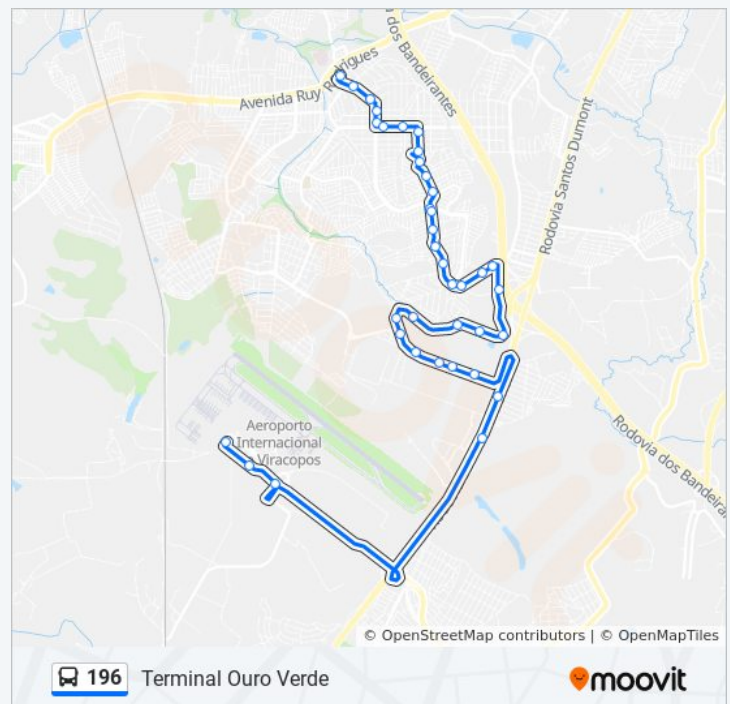 dos Bandeirantes
Avenida Ruy Rodrigues
Rodovia Santos Dumont
Aeroporto
Internacional
Viracopos
Rodovia dos Bandeiran
© OpenStreetMap contributors | © OpenMapTiles
196 Terminal Ouro Verde
moovit